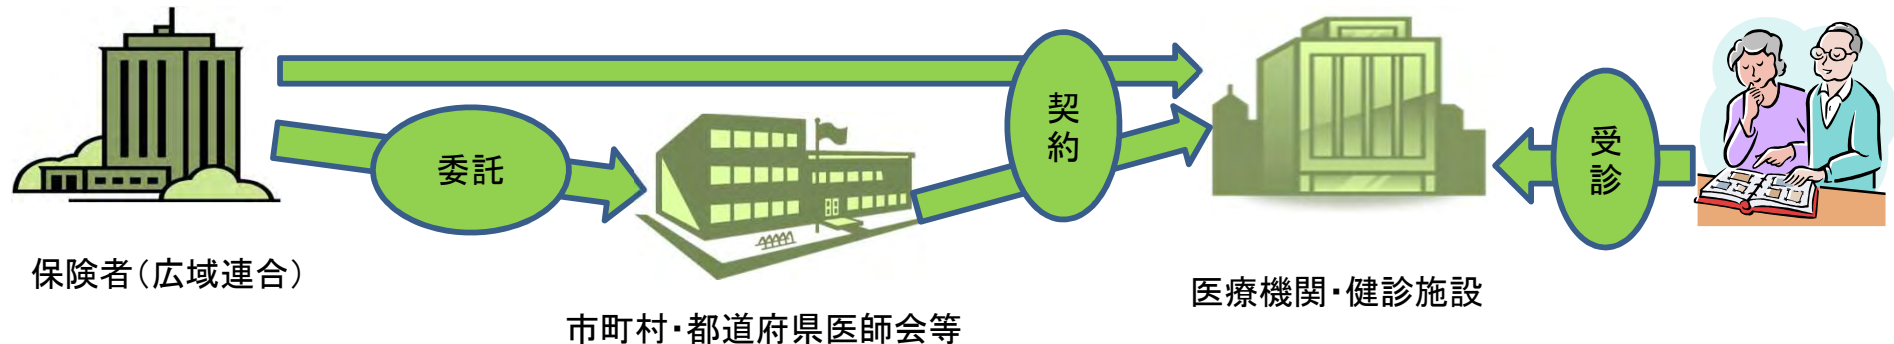 委託
契約
受診
保険者(広域連合)
市町村・都道府県医師会等
医療機関・健診施設